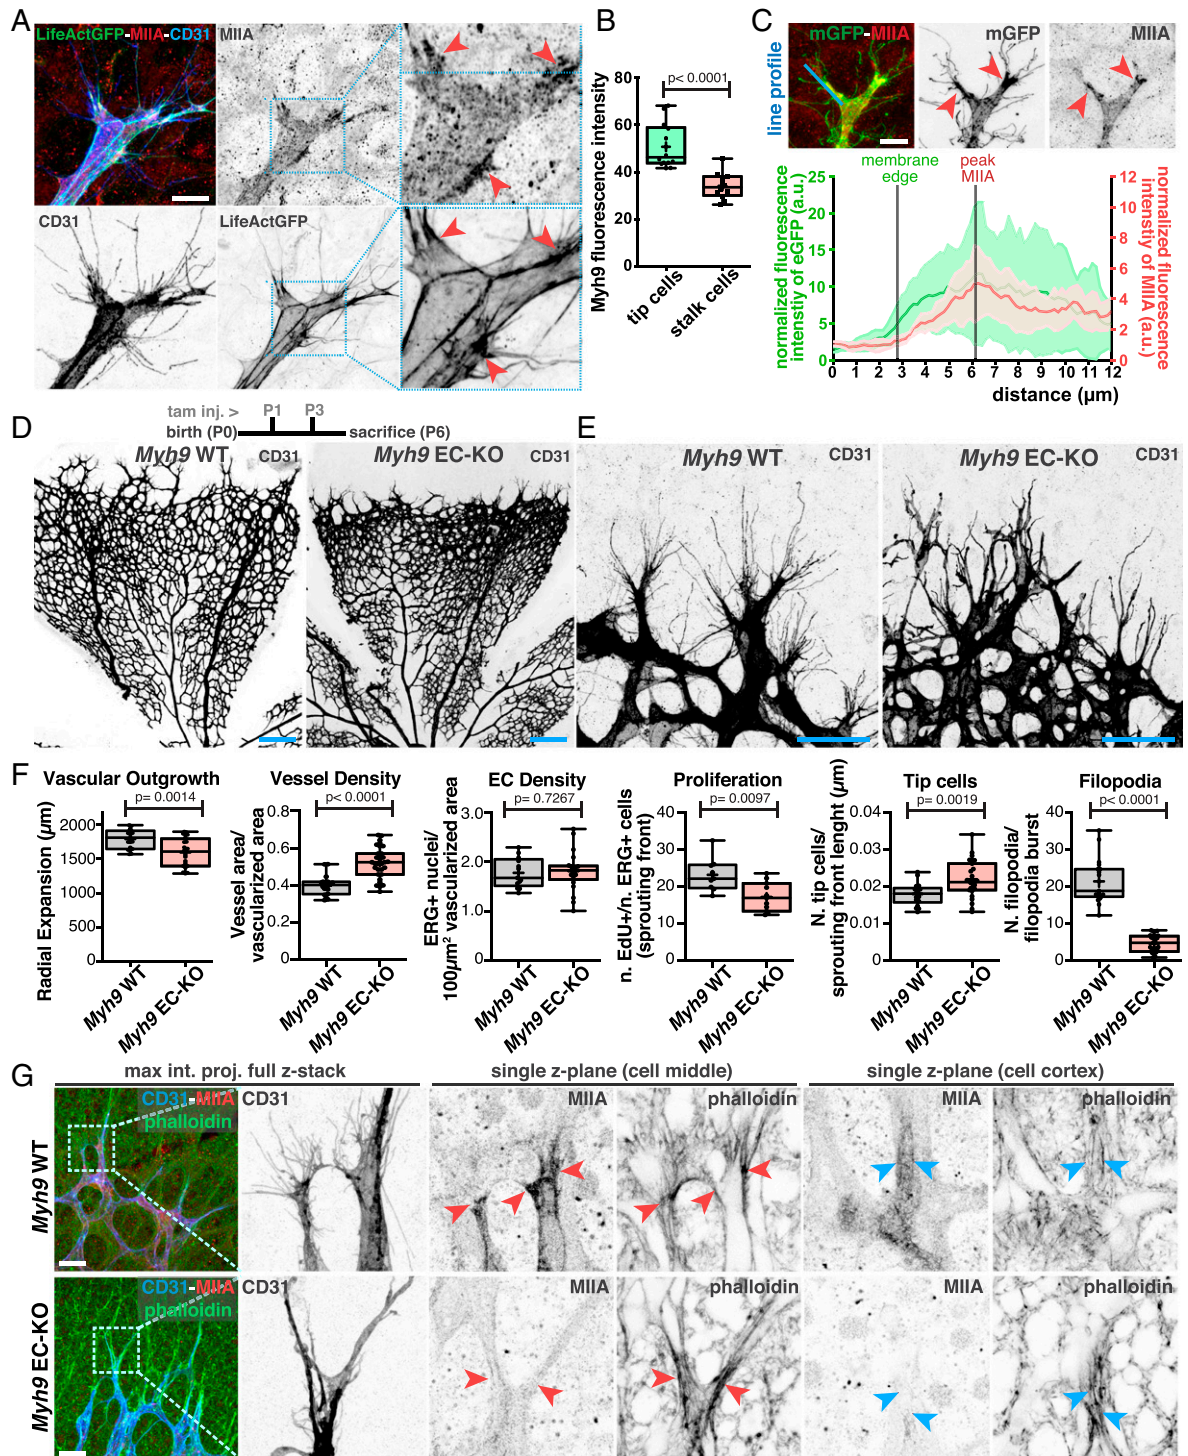 A
LifeActGFP-MIIA-CD31
MIIA
CD31
LifeActGFP
B
Myh9 fluorescence intensity
80
60
40
20
0
p< 0.0001
tip cells
stalk cells
C
line profile
mGFP-MIIA
mGFP
MIIA
membrane edge
peak MIIA
normalized fluorescence
intenstiy of eGFP (a.u.)
25
20
15
10
5
0
12
10
8
6
4
2
0
normalized fluorescence
intenstiy of MIIA (a.u.)
0 1 2 3 4 5 6 7 8 9 10 11 12
distance (µm)
D
tam inj. > P1 P3
birth (P0) sacrifice (P6)
Myh9 WT
CD31
Myh9 EC-KO
CD31
E
Myh9 WT
CD31
Myh9 EC-KO
CD31
F
Vascular Outgrowth
p= 0.0014
Radial Expansion (µm)
2000
1500
1000
500
0
Myh9 WT
Myh9 EC-KO
Vessel Density
p< 0.0001
Vessel area/
vascularized area
0.8
0.6
0.4
0.2
0
Myh9 WT
Myh9 EC-KO
EC Density
p= 0.7267
ERG+ nuclei/
100µm² vascularized area
3.0
2.0
1.0
0
Myh9 WT
Myh9 EC-KO
Proliferation
p= 0.0097
n. EdU+/n. ERG+ cells
(sprouting front)
40
30
20
10
0
Myh9 WT
Myh9 EC-KO
Tip cells
p= 0.0019
N. tip cells/
sprouting front lenght (µm)
0.04
0.03
0.02
0.01
0
Myh9 WT
Myh9 EC-KO
Filopodia
p< 0.0001
N. filopodia/
filopodia burst
40
30
20
10
0
Myh9 WT
Myh9 EC-KO
G
max int. proj. full z-stack
single z-plane (cell middle)
single z-plane (cell cortex)
Myh9 WT
CD31-MIIA
phalloidin
CD31
MIIA
phalloidin
MIIA
phalloidin
Myh9 EC-KO
CD31-MIIA
phalloidin
CD31
MIIA
phalloidin
MIIA
phalloidin